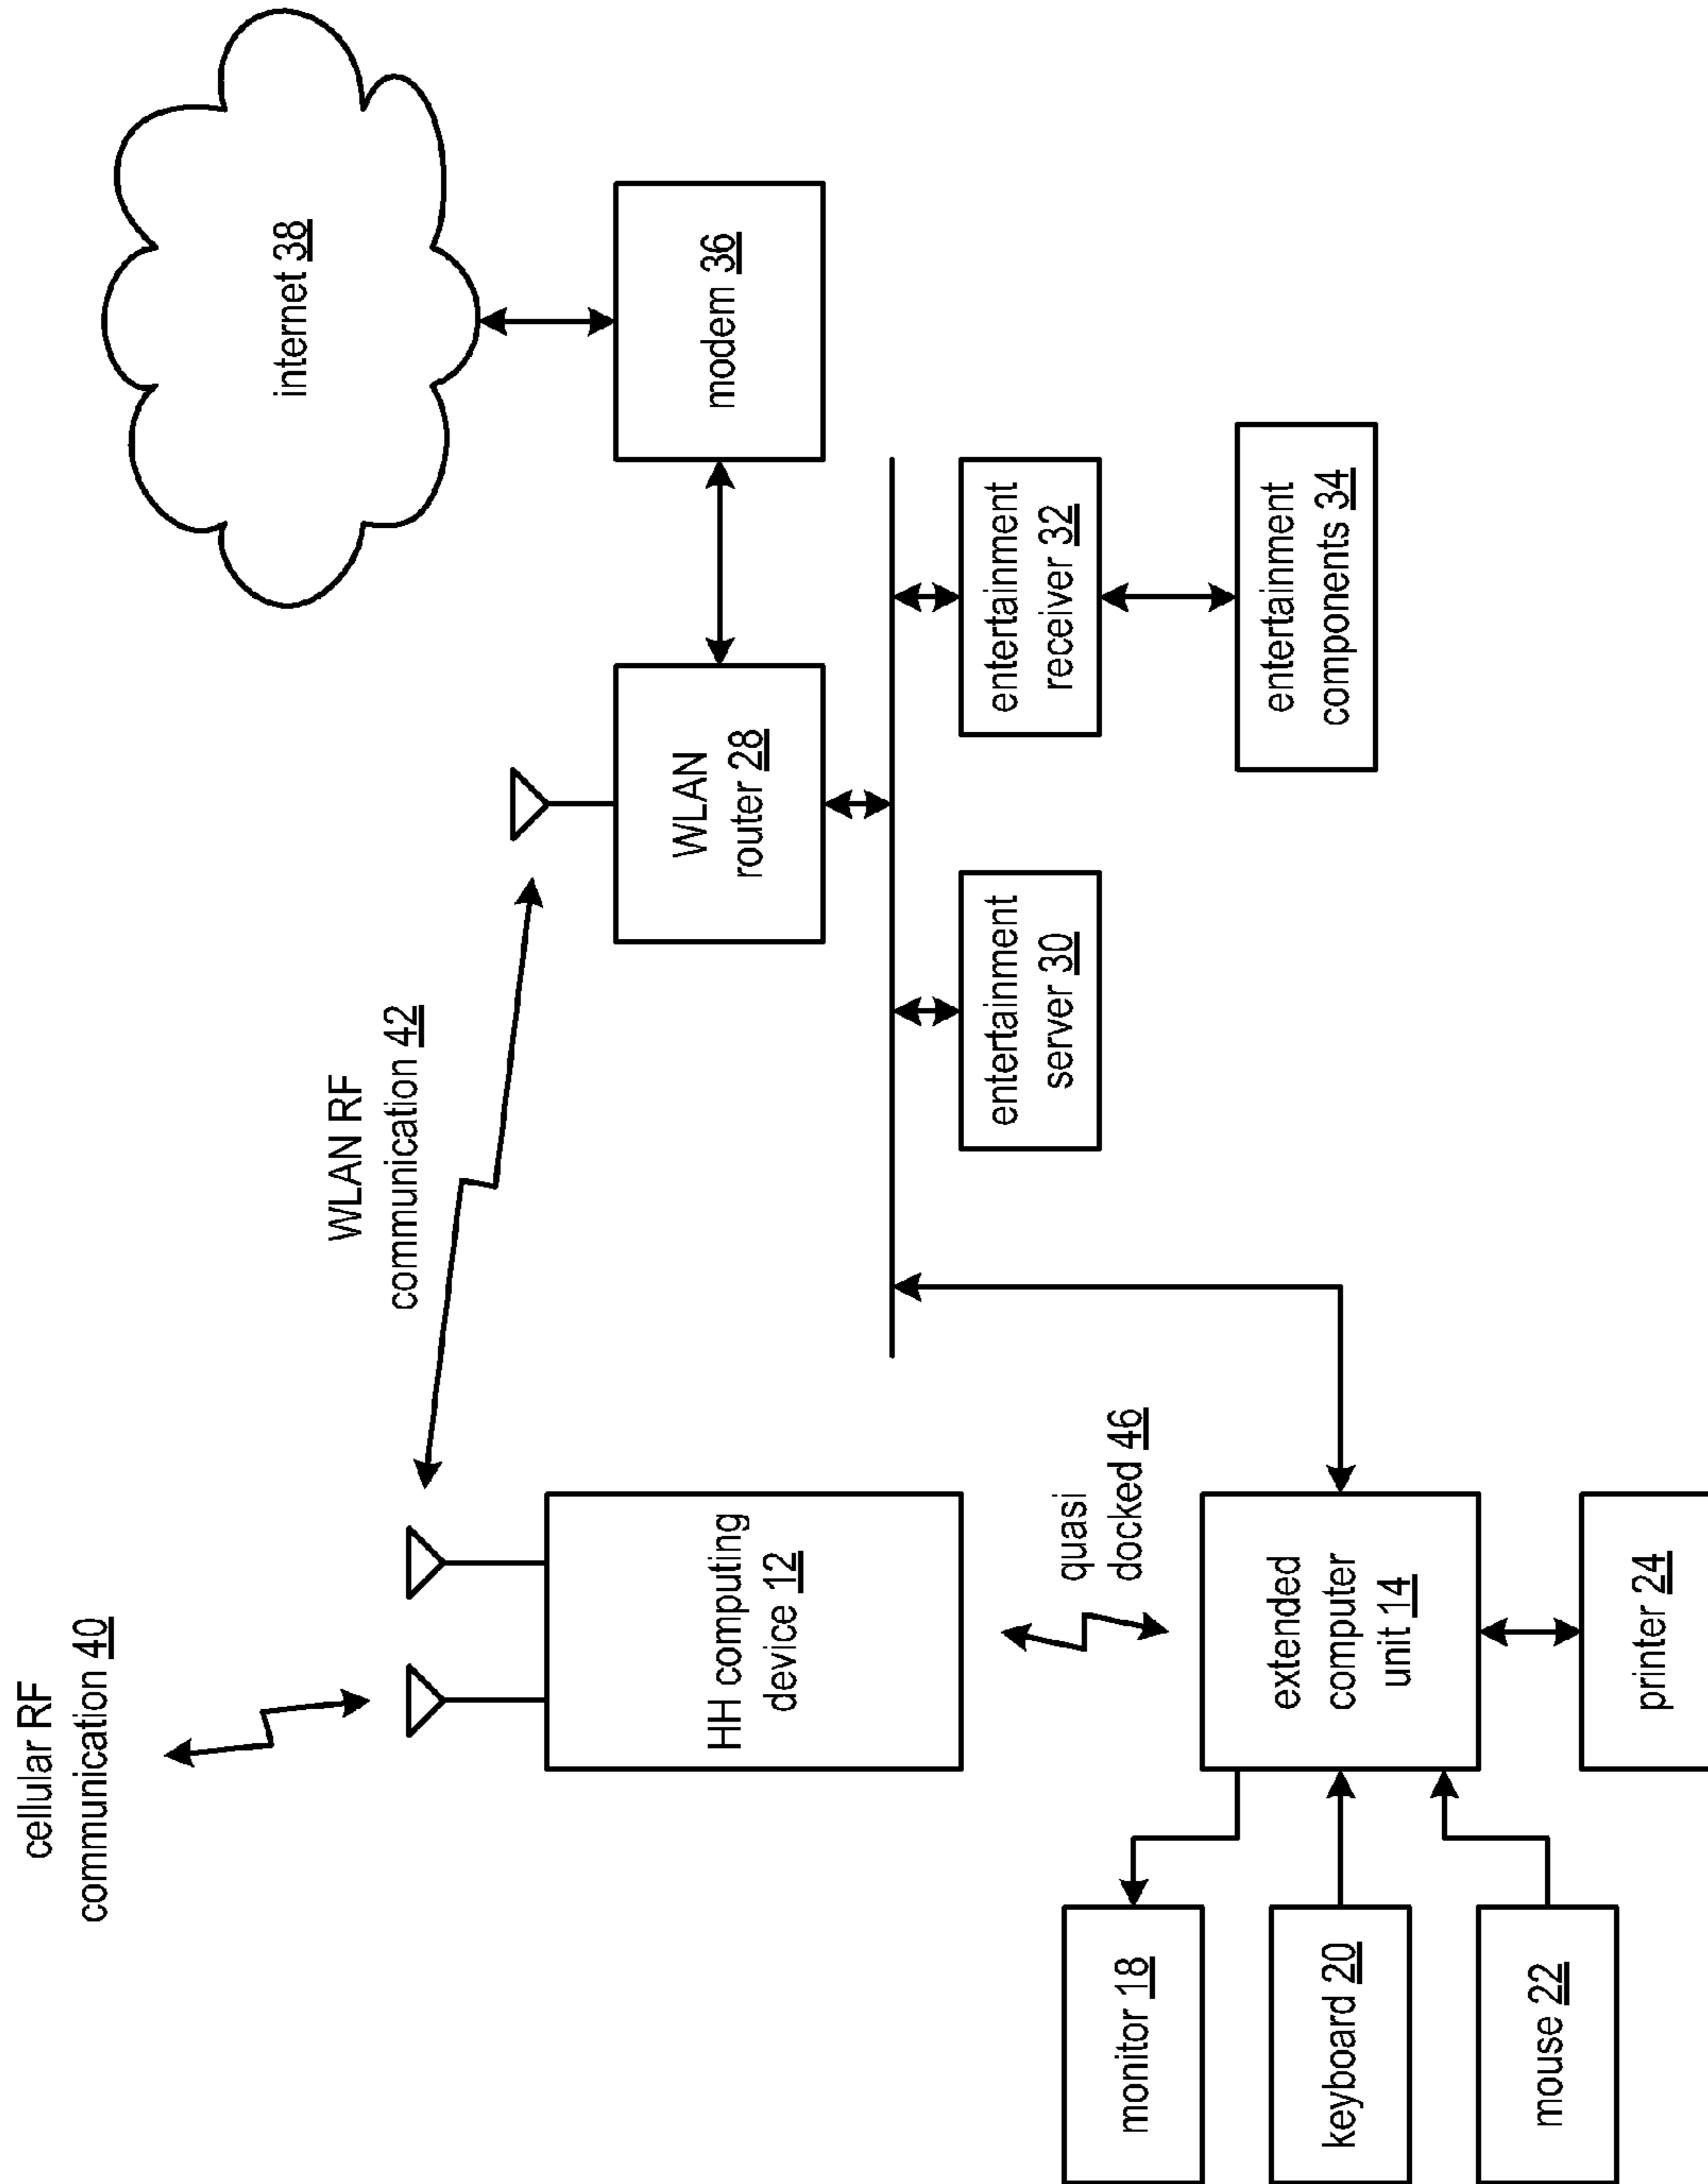 cellular RF
communication 40
WLAN RF
communication 42
internet 38
HH computing
device 12
WLAN
router 28
modem 36
quasi
docked 46
entertainment
server 30
entertainment
receiver 32
monitor 18
keyboard 20
mouse 22
extended
computer
unit 14
entertainment
components 34
printer 24